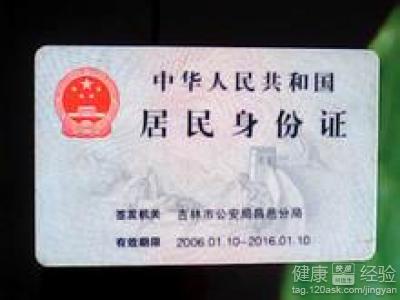 中华人民共和国
居民身份证
签发机关 吉林市公安局昌邑分局
有效期限 2006.01.10-2016.01.10
健康 经验
tag.120ask.com/jingyan